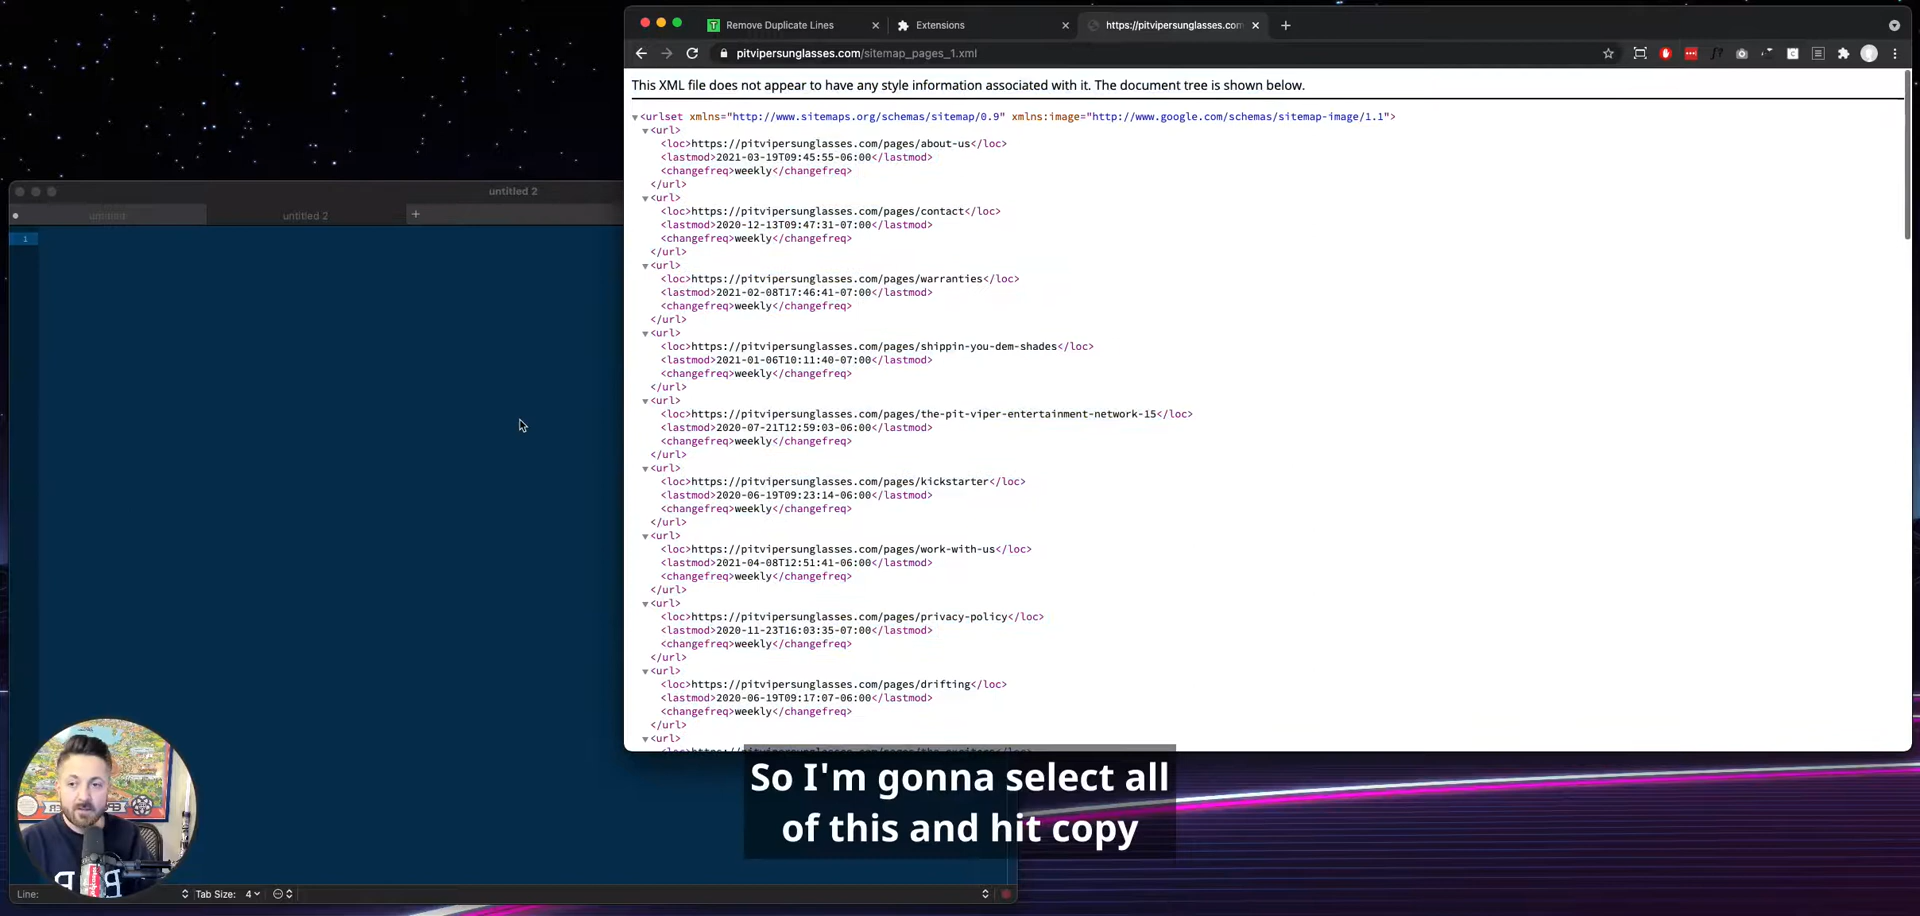 Remove Duplicate Lines
Extensions
https://pitvipersunglasses.com
pitvipersunglasses.com/sitemap_pages_1.xml
This XML file does not appear to have any style information associated with it. The document tree is shown below.
<urlset xmlns="http://www.sitemaps.org/schemas/sitemap/0.9" xmlns:image="http://www.google.com/schemas/sitemap-image/1.1">
<url>
<loc>https://pitvipersunglasses.com/pages/about-us</loc>
<lastmod>2021-03-19T09:45:55-06:00</lastmod>
<changefreq>weekly</changefreq>
</url>
<url>
<loc>https://pitvipersunglasses.com/pages/contact</loc>
<lastmod>2020-12-13T09:47:31-07:00</lastmod>
<changefreq>weekly</changefreq>
</url>
<url>
<loc>https://pitvipersunglasses.com/pages/warranties</loc>
<lastmod>2021-02-08T17:46:41-07:00</lastmod>
<changefreq>weekly</changefreq>
</url>
<url>
<loc>https://pitvipersunglasses.com/pages/shippin-you-dem-shades</loc>
<lastmod>2021-01-06T10:11:40-07:00</lastmod>
<changefreq>weekly</changefreq>
</url>
<url>
<loc>https://pitvipersunglasses.com/pages/the-pit-viper-entertainment-network-15</loc>
<lastmod>2020-07-21T12:59:03-06:00</lastmod>
<changefreq>weekly</changefreq>
</url>
<url>
<loc>https://pitvipersunglasses.com/pages/kickstarter</loc>
<lastmod>2020-06-19T09:23:14-06:00</lastmod>
<changefreq>weekly</changefreq>
</url>
<url>
<loc>https://pitvipersunglasses.com/pages/work-with-us</loc>
<lastmod>2021-04-08T12:51:41-06:00</lastmod>
<changefreq>weekly</changefreq>
</url>
<url>
<loc>https://pitvipersunglasses.com/pages/privacy-policy</loc>
<lastmod>2020-11-23T16:03:35-07:00</lastmod>
<changefreq>weekly</changefreq>
</url>
<url>
<loc>https://pitvipersunglasses.com/pages/drifting</loc>
<lastmod>2020-06-19T09:17:07-06:00</lastmod>
<changefreq>weekly</changefreq>
</url>
<url>
untitled 2
untitled
untitled 2
1
So I'm gonna select all
of this and hit copy
Line:
Tab Size: 4